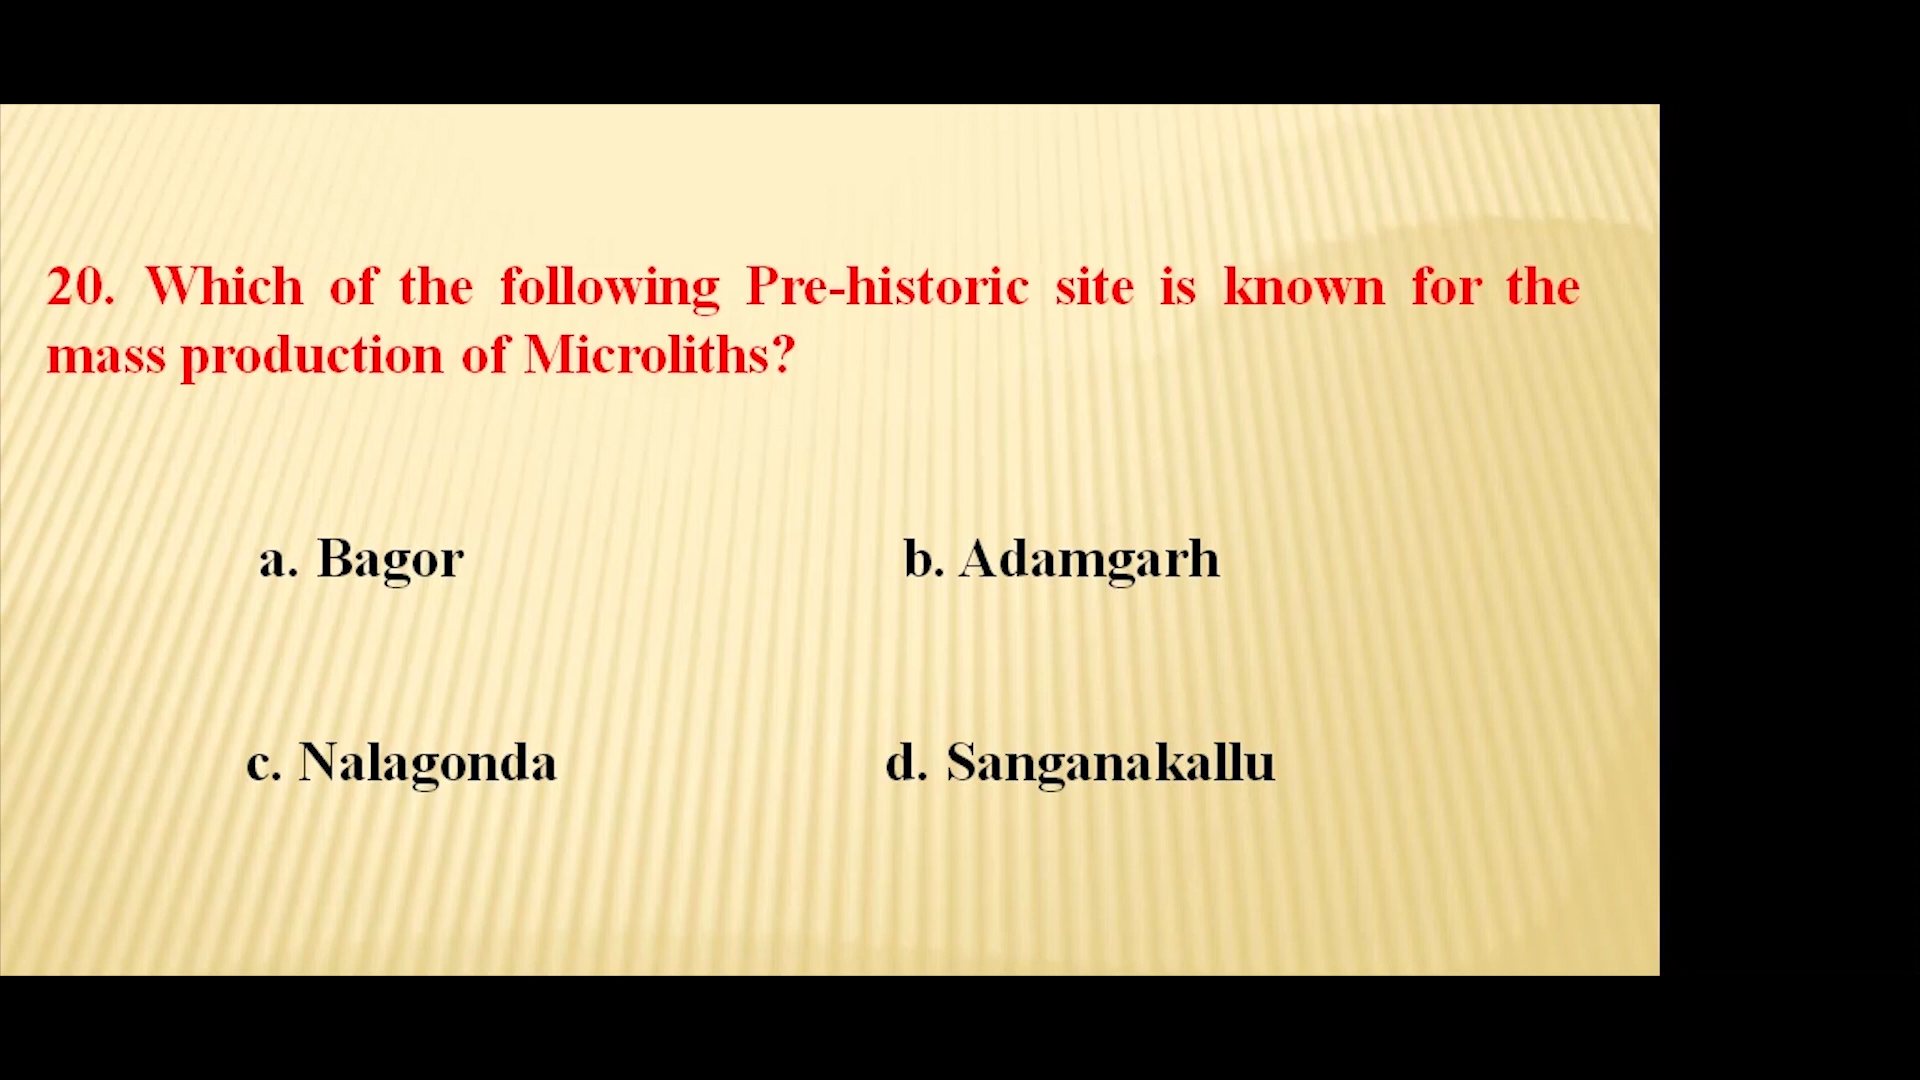 20. Which of the following Pre-historic site is known for the
mass production of Microliths?
a. Bagor
b. Adamgarh
c. Nalagonda
d. Sanganakallu